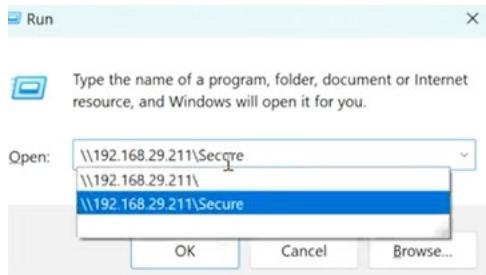 Run
Type the name of a program, folder, document or Internet
resource, and Windows will open it for you.
Open:
\\192.168.29.211\Secure
\\192.168.29.211\
\\192.168.29.211\Secure
OK
Cancel
Browse...